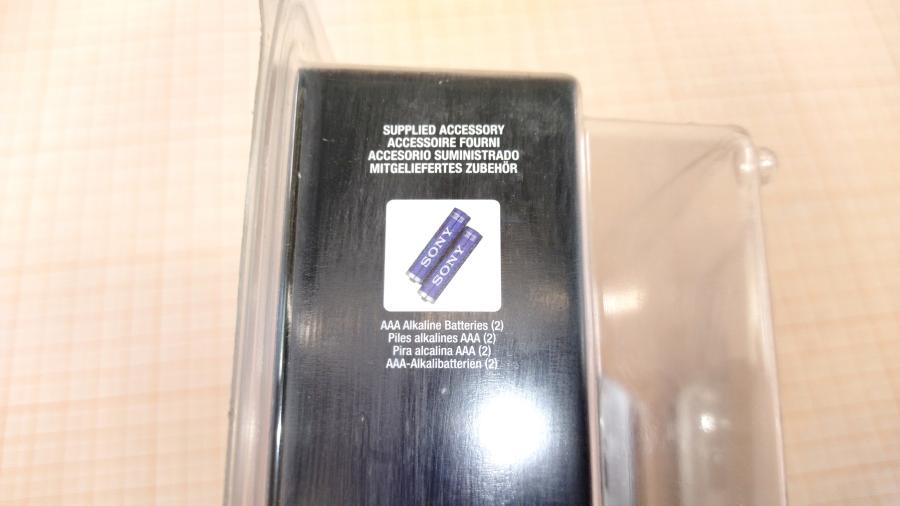 SUPPLIED ACCESSORY
ACCESSOIRE FOURNI
ACCESORIO SUMINISTRADO
MITGELIEFERTES ZUBEHÖR
SONY
SONY
AAA Alkaline Batteries (2)
Piles alkalines AAA (2)
Pira alcalina AAA (2)
AAA-Alkalibatterien (2)